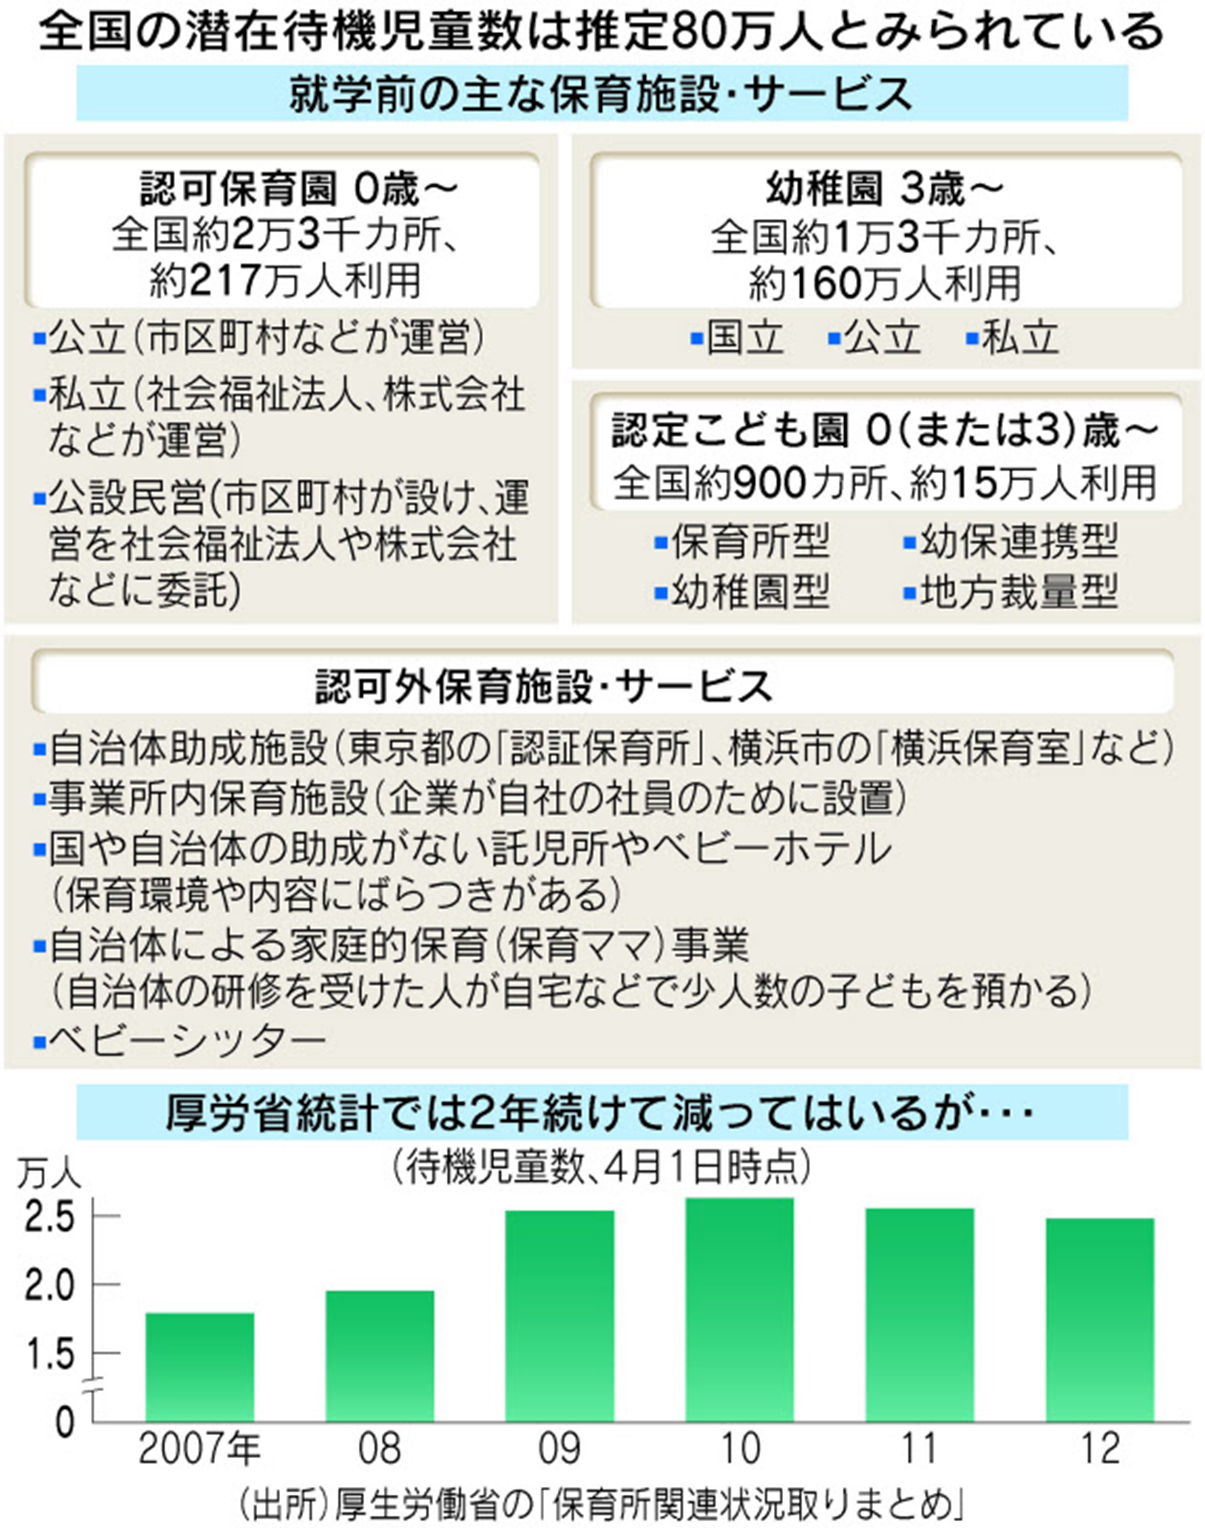 全国の潜在待機児童数は推定80万人とみられている
就学前の主な保育施設・サービス
認可保育園 0歳～
全国約2万3千カ所、
約217万人利用
■公立(市区町村などが運営)
■私立(社会福祉法人、株式会社
などが運営)
■公設民営(市区町村が設け、運
営を社会福祉法人や株式会社
などに委託)
幼稚園 3歳～
全国約1万3千カ所、
約160万人利用
■国立 ■公立 ■私立
認定こども園 0(または3)歳～
全国約900カ所、約15万人利用
■保育所型 ■幼保連携型
■幼稚園型 ■地方裁量型
認可外保育施設・サービス
■自治体助成施設(東京都の「認証保育所」、横浜市の「横浜保育室」など)
■事業所内保育施設(企業が自社の社員のために設置)
■国や自治体の助成がない託児所やベビーホテル
(保育環境や内容にばらつきがある)
■自治体による家庭的保育(保育ママ)事業
(自治体の研修を受けた人が自宅などで少人数の子どもを預かる)
■ベビーシッター
厚労省統計では2年続けて減ってはいるが・・・
(待機児童数、4月1日時点)
万人
2.5
2.0
1.5
0
2007年 08 09 10 11 12
(出所)厚生労働省の「保育所関連状況取りまとめ」